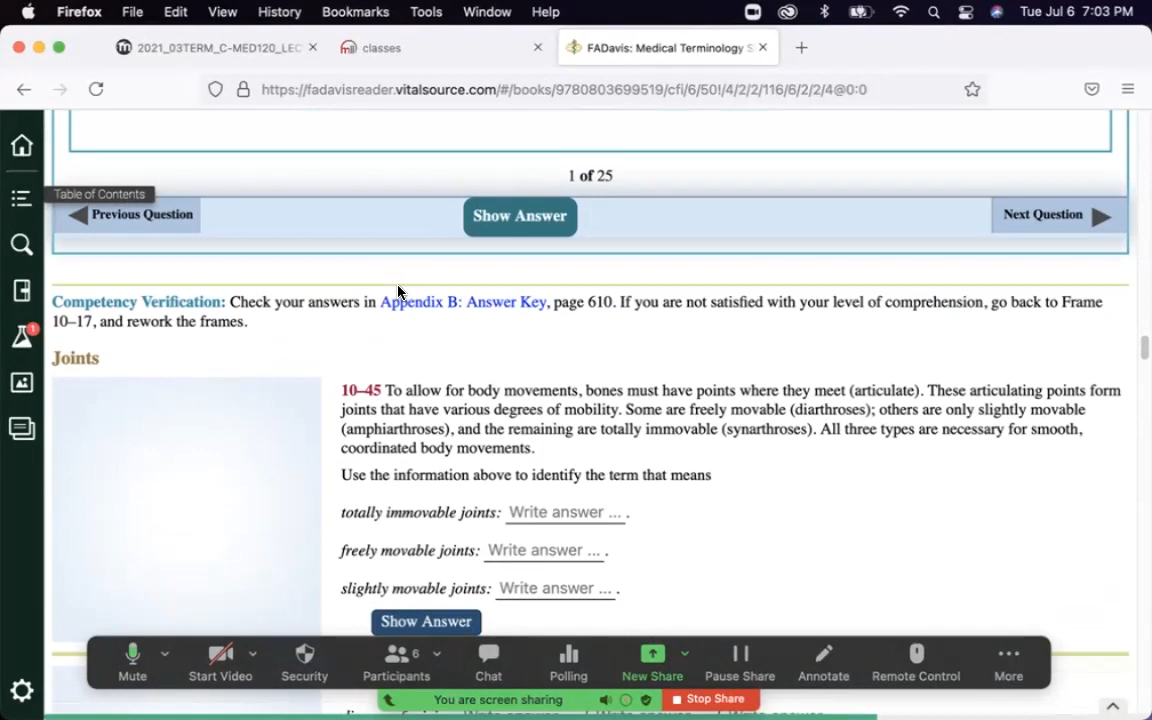 Firefox File Edit View History Bookmarks Tools Window Help Tue Jul 6 7:03 PM
2021_03TERM_C-MED120_LEC classes FADavis: Medical Terminology S
https://fadavisreader.vitalsource.com/#/books/9780803699519/cfi/6/50!/4/2/2/116/6/2/2/4@0:0
1 of 25
Table of Contents
Previous Question Show Answer Next Question
Competency Verification: Check your answers in Appendix B: Answer Key, page 610. If you are not satisfied with your level of comprehension, go back to Frame
10–17, and rework the frames.
1
Joints
10–45 To allow for body movements, bones must have points where they meet (articulate). These articulating points form
joints that have various degrees of mobility. Some are freely movable (diarthroses); others are only slightly movable
(amphiarthroses), and the remaining are totally immovable (synarthroses). All three types are necessary for smooth,
coordinated body movements.
Use the information above to identify the term that means
totally immovable joints: Write answer ... .
freely movable joints: Write answer ... .
slightly movable joints: Write answer ... .
Show Answer
6
Mute Start Video Security Participants Chat Polling New Share Pause Share Annotate Remote Control More
You are screen sharing Stop Share